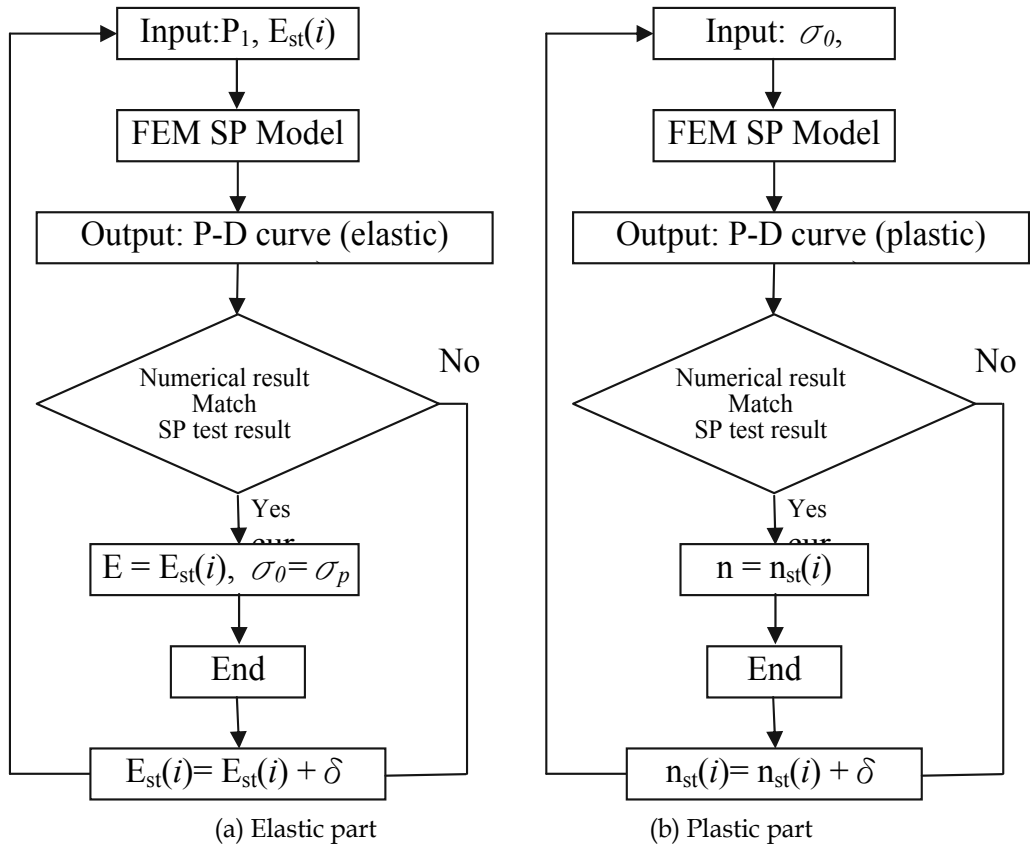 Input:P₁, Eₛₜ(i)
FEM SP Model
Output: P-D curve (elastic)
Numerical result
Match
SP test result
No
Yes
E = Eₛₜ(i), σ₀= σₚ
End
Eₛₜ(i)= Eₛₜ(i) + δ
(a) Elastic part
Input: σ₀,
FEM SP Model
Output: P-D curve (plastic)
Numerical result
Match
SP test result
No
Yes
n = nₛₜ(i)
End
nₛₜ(i)= nₛₜ(i) + δ
(b) Plastic part